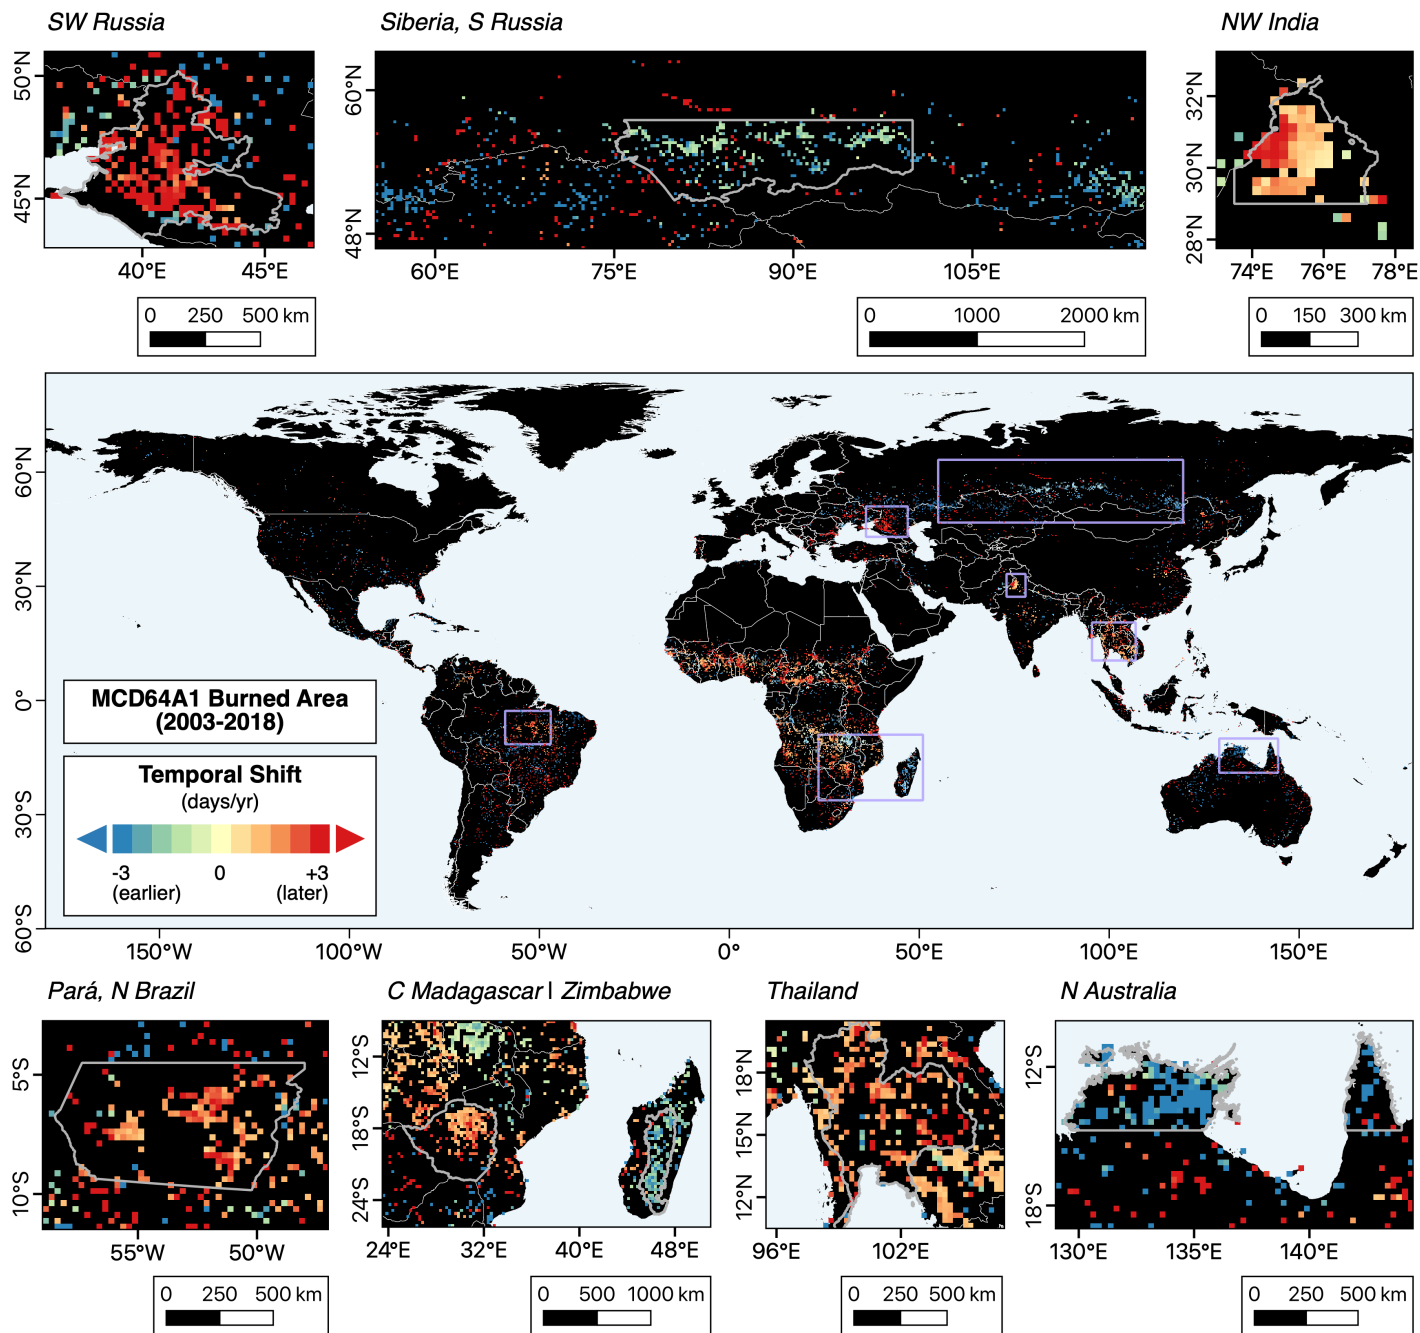 SW Russia
Siberia, S Russia
NW India
50°N
45°N
40°E 45°E
60°N
48°N
60°E 75°E 90°E 105°E
32°N
30°N
28°N
74°E 76°E 78°E
0 250 500 km
0 1000 2000 km
0 150 300 km
60°N
30°N
0°
30°S
60°S
MCD64A1 Burned Area
(2003-2018)
Temporal Shift
(days/yr)
-3 0 +3
(earlier) (later)
150°W 100°W 50°W 0° 50°E 100°E 150°E
Pará, N Brazil
C Madagascar | Zimbabwe
Thailand
N Australia
5°S
10°S
55°W 50°W
12°S
18°S
24°S
24°E 32°E 40°E 48°E
18°N
15°N
12°N
96°E 102°E
12°S
18°S
130°E 135°E 140°E
0 250 500 km
0 500 1000 km
0 250 500 km
0 250 500 km